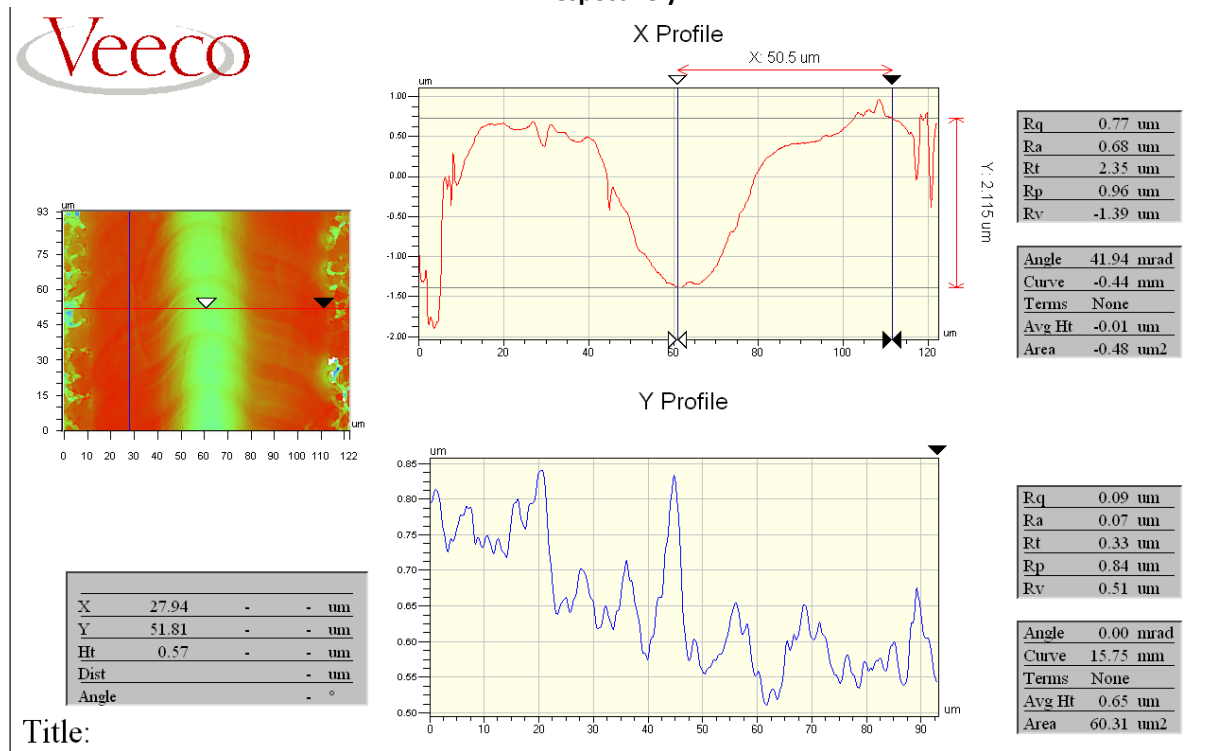 Veeco
X Profile
X: 50.5 um
um
1.00
0.50
0.00
-0.50
-1.00
-1.50
-2.00
0 20 40 60 80 100 120
um
Y: 2.115 um
Rq 0.77 um
Ra 0.68 um
Rt 2.35 um
Rp 0.96 um
Rv -1.39 um
Angle 41.94 mrad
Curve -0.44 mm
Terms None
Avg Ht -0.01 um
Area -0.48 um2
um
93
75
60
45
30
15
0
um
0 10 20 30 40 50 60 70 80 90 100 110 122
Y Profile
um
0.85
0.80
0.75
0.70
0.65
0.60
0.55
0.50
0 10 20 30 40 50 60 70 80 90
um
Rq 0.09 um
Ra 0.07 um
Rt 0.33 um
Rp 0.84 um
Rv 0.51 um
Angle 0.00 mrad
Curve 15.75 mm
Terms None
Avg Ht 0.65 um
Area 60.31 um2
X 27.94 - - um
Y 51.81 - - um
Ht 0.57 - - um
Dist - um
Angle - °
Title: